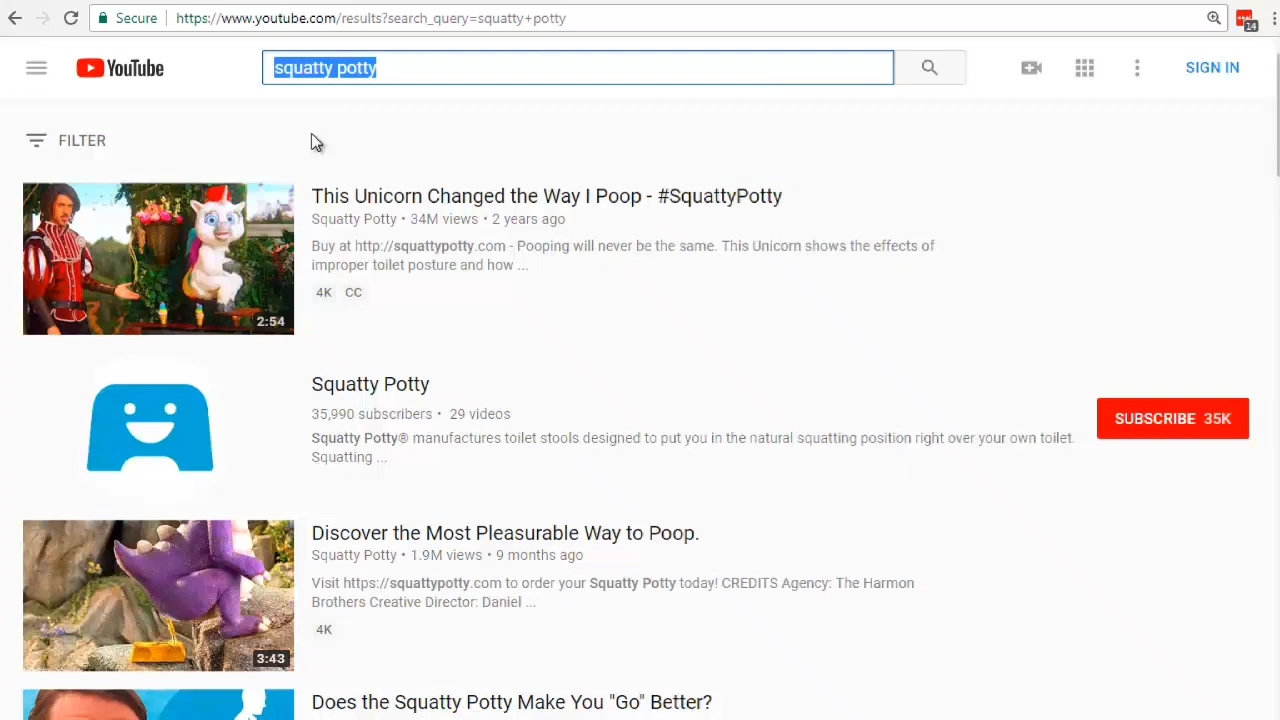 Secure https://www.youtube.com/results?search_query=squatty+potty
14
YouTube
squatty potty
SIGN IN
FILTER
This Unicorn Changed the Way I Poop - #SquattyPotty
Squatty Potty • 34M views • 2 years ago
Buy at http://squattypotty.com - Pooping will never be the same. This Unicorn shows the effects of
improper toilet posture and how ...
4K CC
2:54
Squatty Potty
35,990 subscribers • 29 videos
Squatty Potty® manufactures toilet stools designed to put you in the natural squatting position right over your own toilet.
Squatting ...
SUBSCRIBE 35K
Discover the Most Pleasurable Way to Poop.
Squatty Potty • 1.9M views • 9 months ago
Visit https://squattypotty.com to order your Squatty Potty today! CREDITS Agency: The Harmon
Brothers Creative Director: Daniel ...
4K
3:43
Does the Squatty Potty Make You "Go" Better?